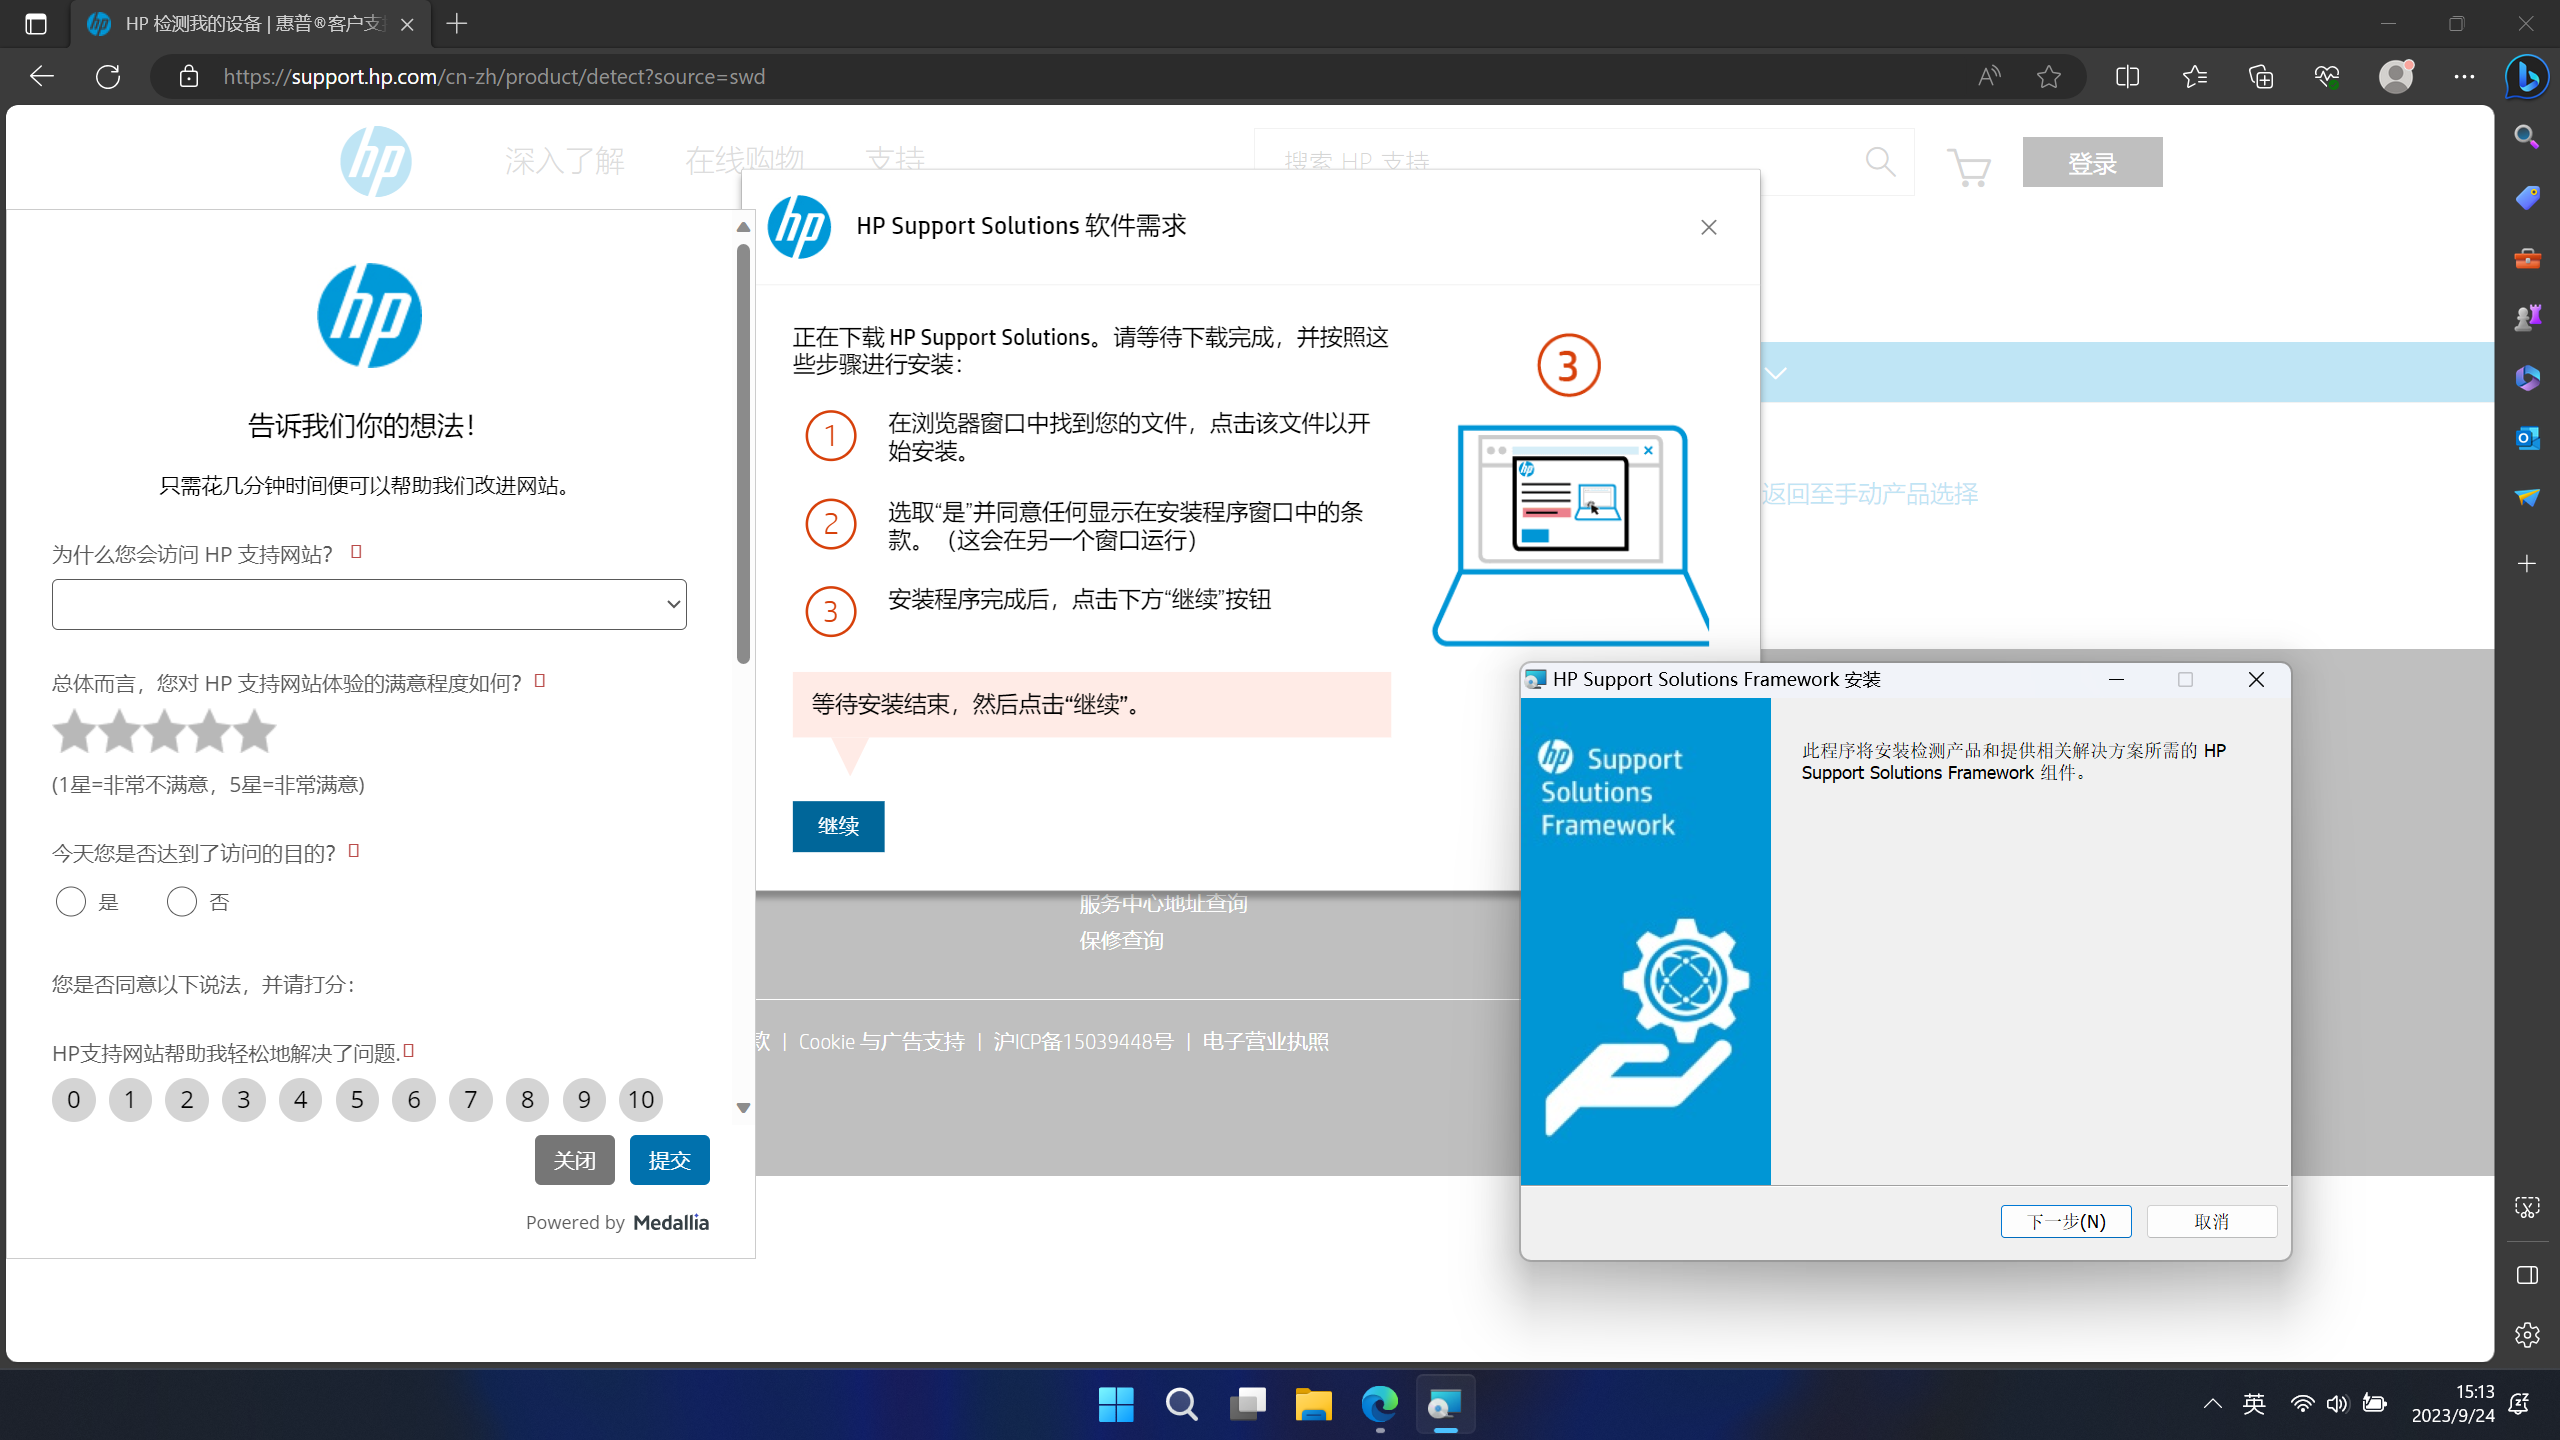 HP 检测我的设备 | 惠普®客户支持
https://support.hp.com/cn-zh/product/detect?source=swd
深入了解
在线购物
支持
搜索 HP 支持
登录
hp
告诉我们你的想法！
只需花几分钟时间便可以帮助我们改进网站。
为什么您会访问 HP 支持网站？
总体而言，您对 HP 支持网站体验的满意程度如何？
(1星=非常不满意，5星=非常满意)
今天您是否达到了访问的目的？
是
否
您是否同意以下说法，并请打分：
HP支持网站帮助我轻松地解决了问题.
0 1 2 3 4 5 6 7 8 9 10
关闭
提交
Powered by Medallia
hp
HP Support Solutions 软件需求
正在下载 HP Support Solutions。请等待下载完成，并按照这
些步骤进行安装：
1
在浏览器窗口中找到您的文件，点击该文件以开
始安装。
2
选取“是”并同意任何显示在安装程序窗口中的条
款。（这会在另一个窗口运行）
3
安装程序完成后，点击下方“继续”按钮
等待安装结束，然后点击“继续”。
继续
3
返回至手动产品选择
服务中心地址查询
保修查询
款 | Cookie 与广告支持 | 沪ICP备15039448号 | 电子营业执照
HP Support Solutions Framework 安装
hp Support
Solutions
Framework
此程序将安装检测产品和提供相关解决方案所需的 HP
Support Solutions Framework 组件。
下一步(N)
取消
英
15:13
2023/9/24